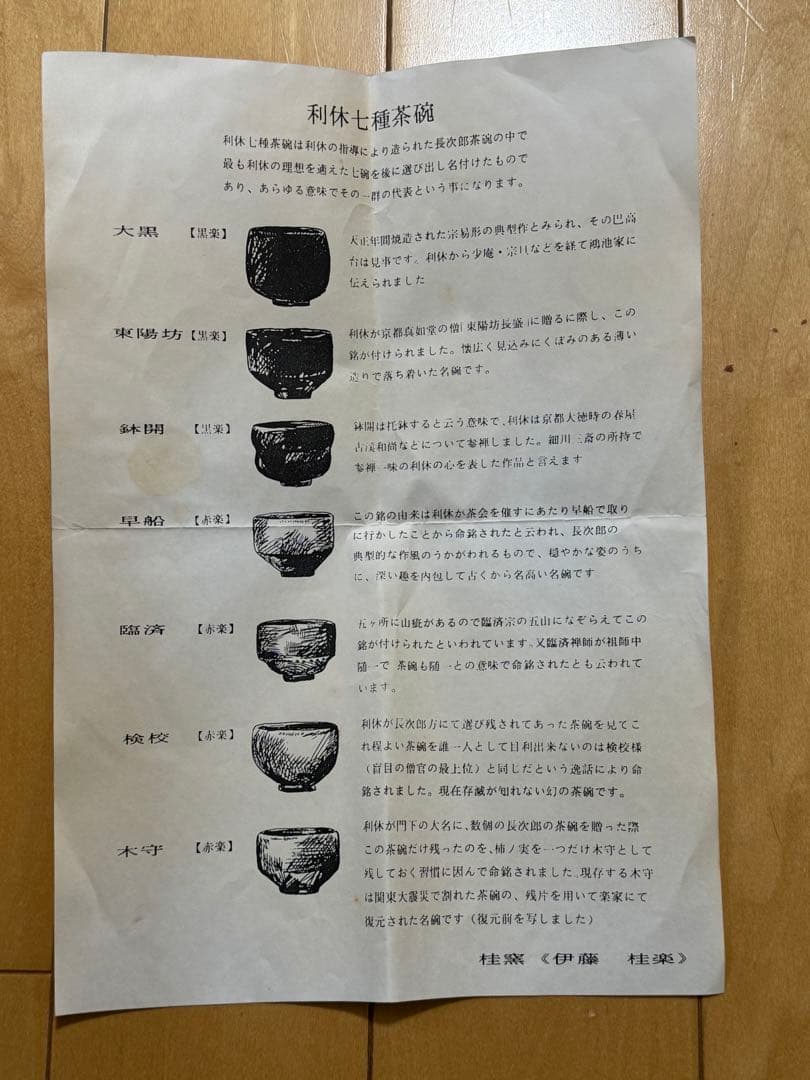 利休七種茶碗
利休七種茶碗は利休の指導により造られた長次郎茶碗の中で
最も利休の理想を適えた七碗を後に選び出し名付けたもので
あり、あらゆる意味でその一群の代表という事になります。
大黒 【黒楽】
天正年間焼造された宗易形の典型作とみられ、その巴高
台は見事です。利休から少庵・宗旦などを経て鴻池家に
伝えられました
東陽坊 【黒楽】
利休が京都真如堂の僧「東陽坊長盛」に贈るに際し、この
銘が付けられました。懐広く見込みにくぼみのある薄い
造りで落ち着いた名碗です。
鉢開 【黒楽】
鉢開は托鉢すると云う意味で、利休は京都大徳時の春屋
古渓和尚などについて参禅しました。細川三斎の所持で
参禅一味の利休の心を表した作品と言えます
早船 【赤楽】
この銘の由来は利休が茶会を催すにあたり早船で取り
に行かしたことから命銘されたと云われ、長次郎の
典型的な作風のうかがわれるもので、穏やかな姿のうち
に、深い趣を内包して古くから名高い名碗です
臨済 【赤楽】
五ヶ所に山疵があるので臨済宗の五山になぞらえてこの
銘が付けられたといわれています。又臨済禅師が祖師中
随一で 茶碗も随一との意味で命銘されたとも云われて
います。
検校 【赤楽】
利休が長次郎方にて選び残されてあった茶碗を見てこ
れ程よい茶碗を誰一人として目利出来ないのは検校様
（盲目の僧官の最上位）と同じだという逸話により命
銘されました。現在存滅が知れない幻の茶碗です。
木守 【赤楽】
利休が門下の大名に、数個の長次郎の茶碗を贈った際
この茶碗だけ残ったのを、柿ノ実を一つだけ木守として
残しておく習慣に因んで命銘されました。現存する木守
は関東大震災で割れた茶碗の、残片を用いて楽家にて
復元された名碗です（復元前を写しました）
桂窯《伊藤 桂楽》